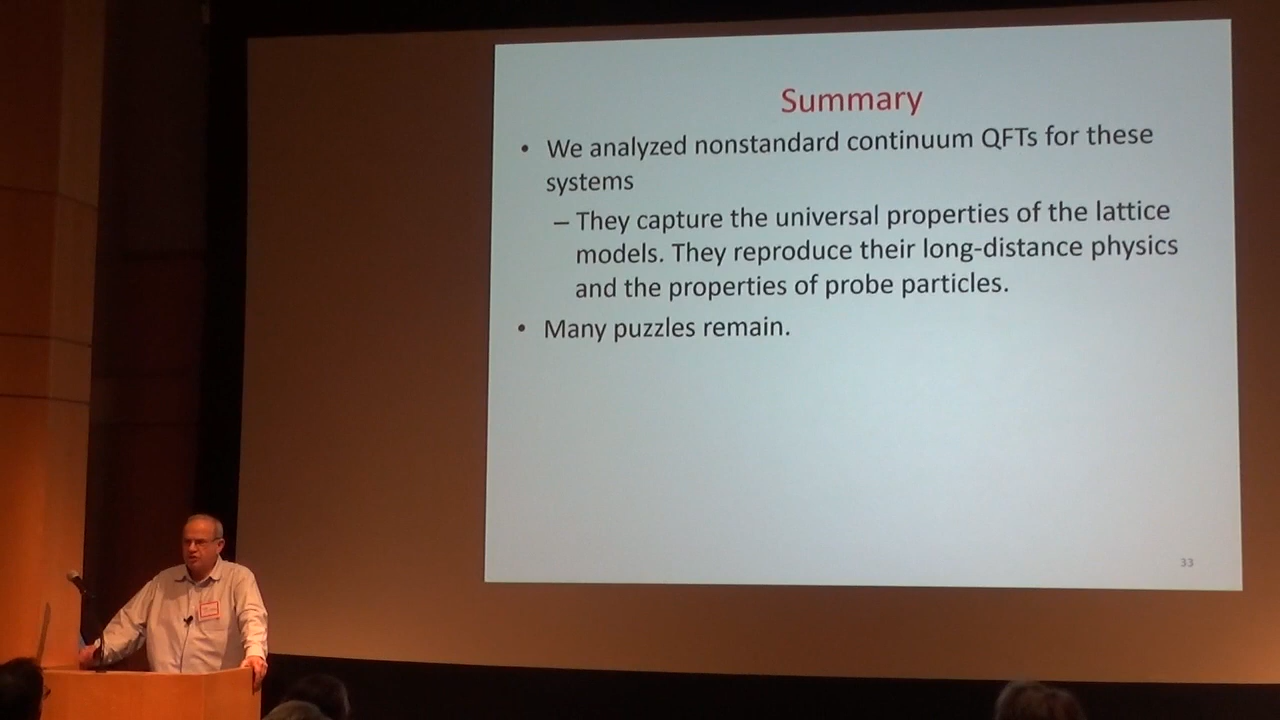 Summary
• We analyzed nonstandard continuum QFTs for these
systems
– They capture the universal properties of the lattice
models. They reproduce their long-distance physics
and the properties of probe particles.
• Many puzzles remain.
33